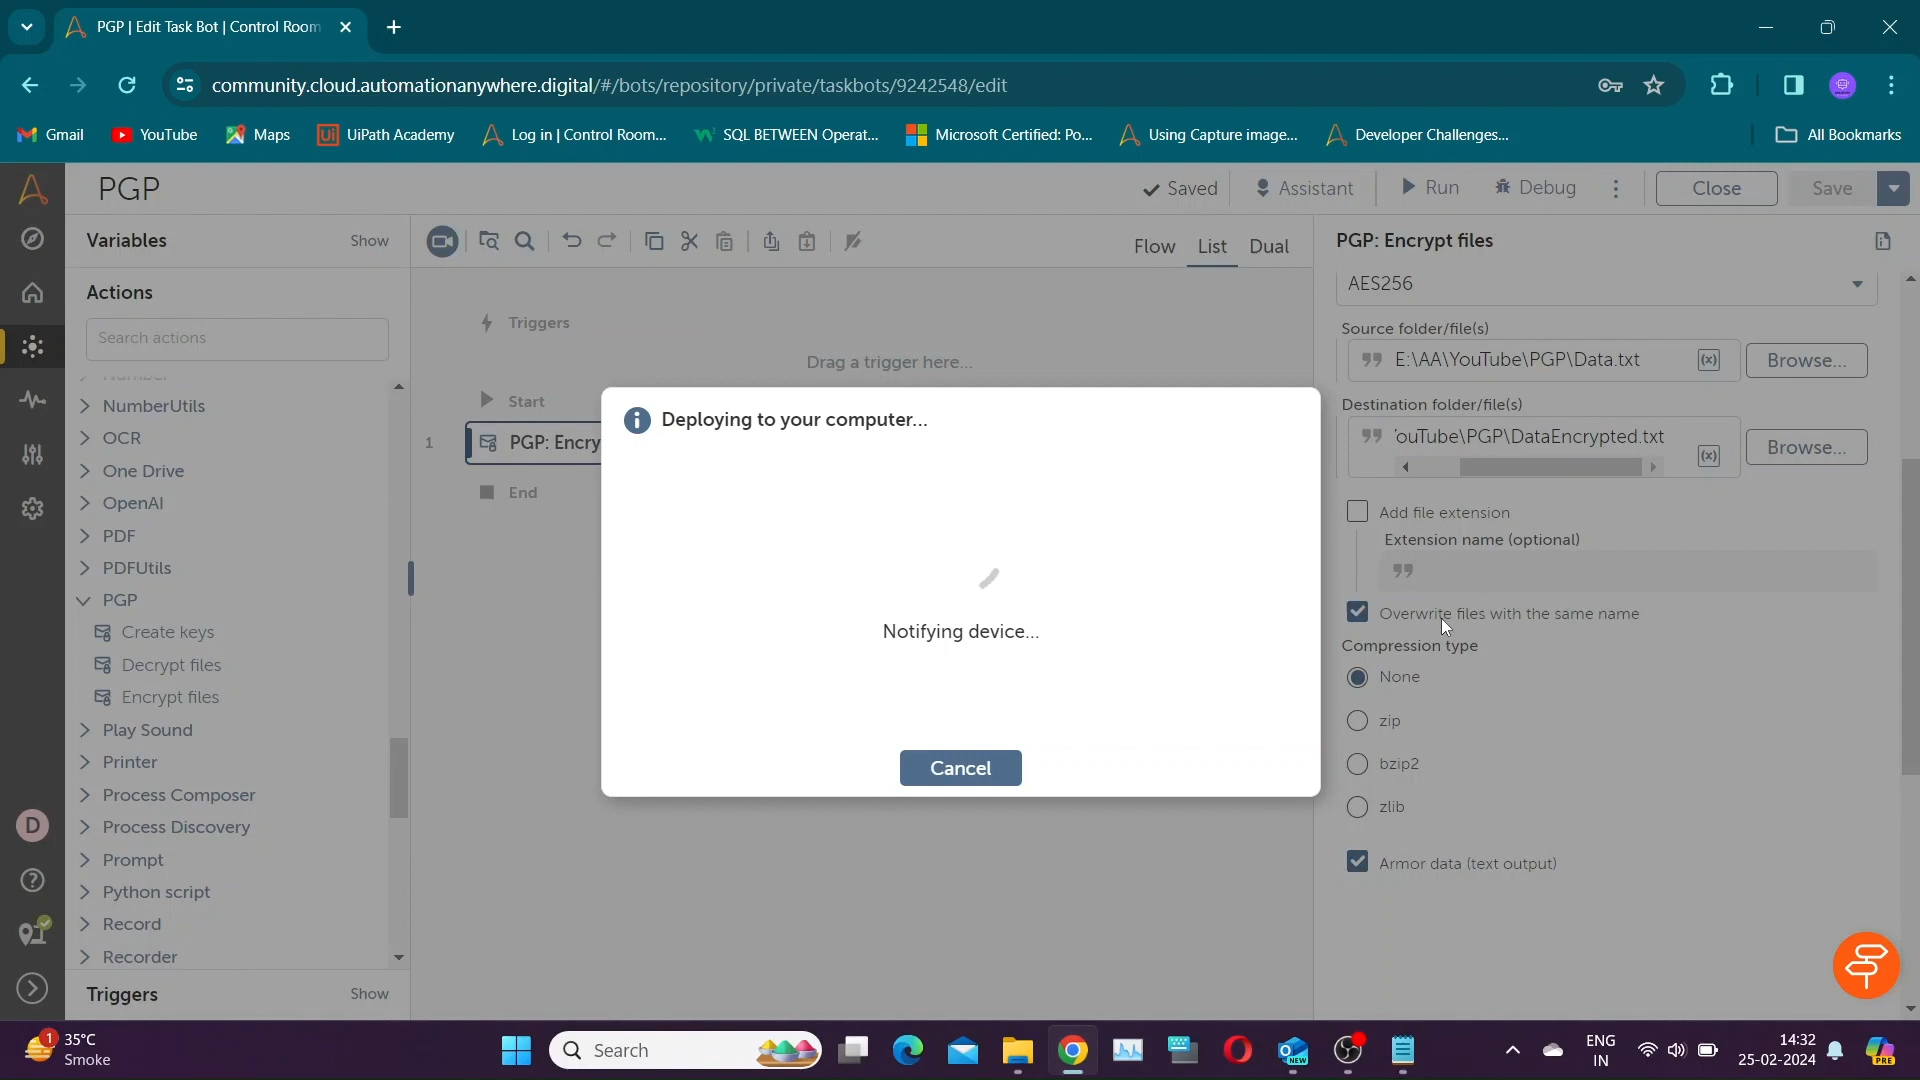 PGP | Edit Task Bot | Control Room
community.cloud.automationanywhere.digital/#/bots/repository/private/taskbots/9242548/edit
Gmail
YouTube
Maps
UiPath Academy
Log in | Control Room...
SQL BETWEEN Operat...
Microsoft Certified: Po...
Using Capture image...
Developer Challenges...
All Bookmarks
PGP
Saved
Assistant
Run
Debug
Close
Save
Variables
Show
Flow
List
Dual
PGP: Encrypt files
Actions
Search actions
Number
NumberUtils
OCR
One Drive
OpenAI
PDF
PDFUtils
PGP
Create keys
Decrypt files
Encrypt files
Play Sound
Printer
Process Composer
Process Discovery
Prompt
Python script
Record
Recorder
Triggers
Show
Triggers
Drag a trigger here...
Start
1
PGP: Encry
End
Deploying to your computer...
Notifying device...
Cancel
AES256
Source folder/file(s)
E:\AA\YouTube\PGP\Data.txt
(x)
Browse...
Destination folder/file(s)
ouTube\PGP\DataEncrypted.txt
(x)
Browse...
Add file extension
Extension name (optional)
Overwrite files with the same name
Compression type
None
zip
bzip2
zlib
Armor data (text output)
D
1
35°C
Smoke
Search
NEW
ENG
IN
14:32
25-02-2024
PRE